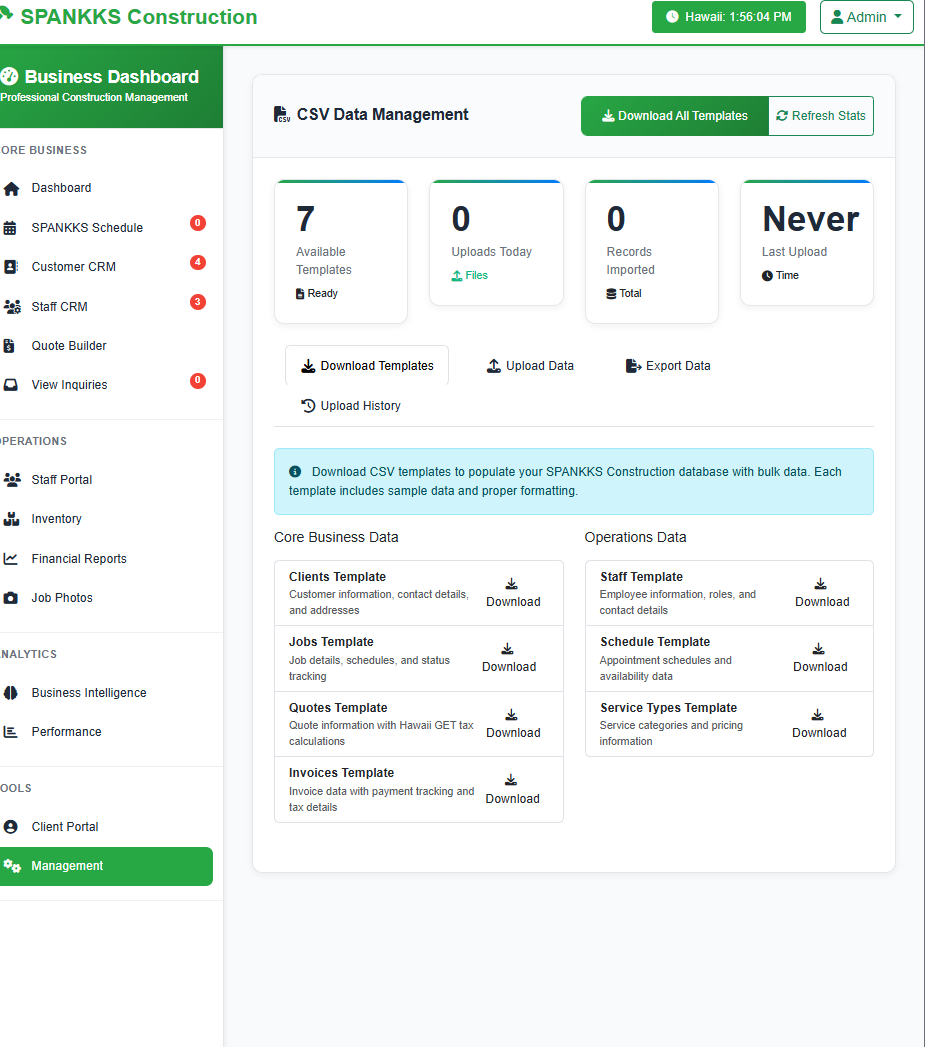 SPANKKS Construction
Hawaii: 1:56:04 PM
Admin
Business Dashboard
Professional Construction Management
ORE BUSINESS
Dashboard
SPANKKS Schedule
0
Customer CRM
4
Staff CRM
3
Quote Builder
View Inquiries
0
PERATIONS
Staff Portal
Inventory
Financial Reports
Job Photos
NALYTICS
Business Intelligence
Performance
OOLS
Client Portal
Management
CSV Data Management
Download All Templates
Refresh Stats
7
Available
Templates
Ready
0
Uploads Today
Files
0
Records
Imported
Total
Never
Last Upload
Time
Download Templates
Upload Data
Export Data
Upload History
Download CSV templates to populate your SPANKKS Construction database with bulk data. Each
template includes sample data and proper formatting.
Core Business Data
Clients Template
Customer information, contact details,
and addresses
Download
Jobs Template
Job details, schedules, and status
tracking
Download
Quotes Template
Quote information with Hawaii GET tax
calculations
Download
Invoices Template
Invoice data with payment tracking and
tax details
Download
Operations Data
Staff Template
Employee information, roles, and
contact details
Download
Schedule Template
Appointment schedules and
availability data
Download
Service Types Template
Service categories and pricing
information
Download